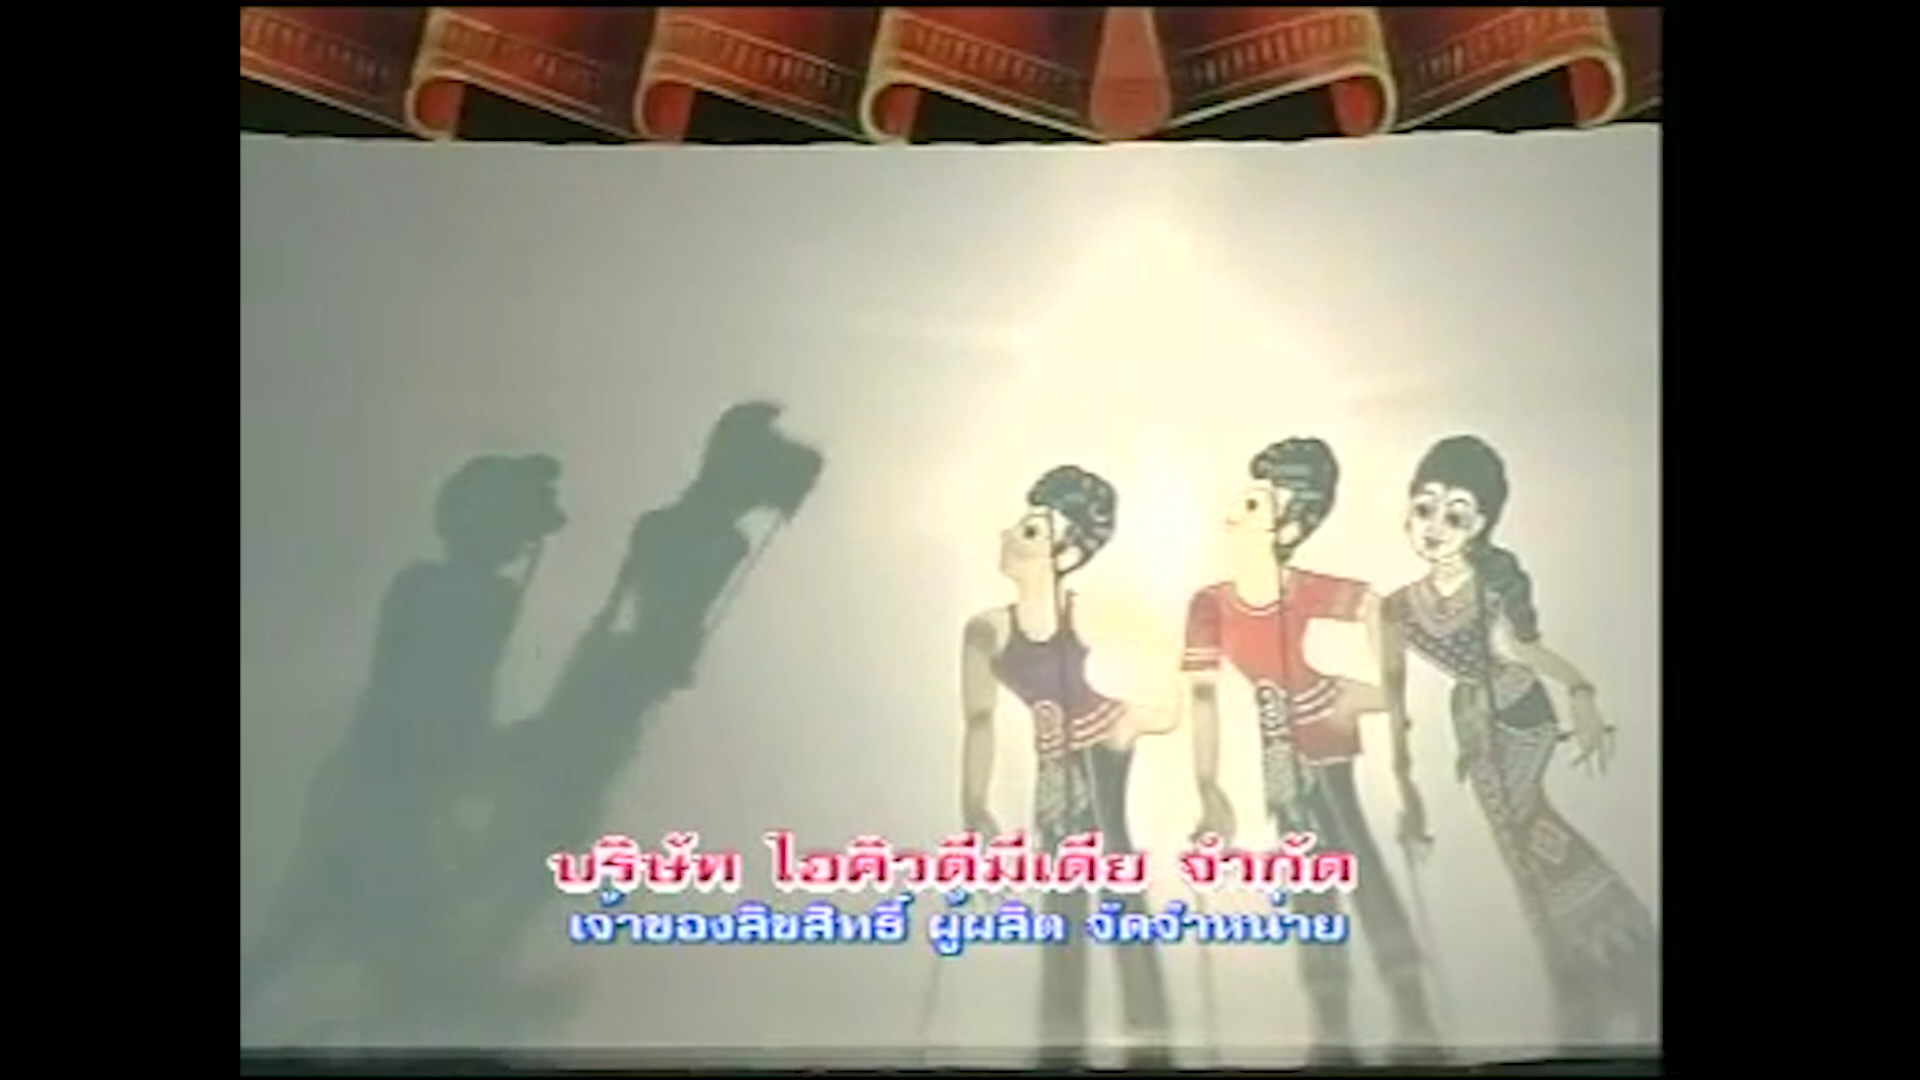 บริษัท ไฮคิวดีมีเดีย จำกัด
เจ้าของลิขสิทธิ์ ผู้ผลิต จัดจำหน่าย